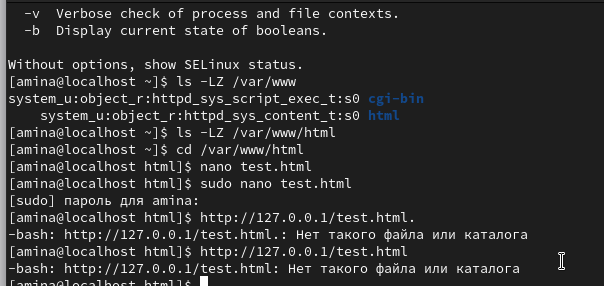 -v  Verbose check of process and file contexts.
-b  Display current state of booleans.
Without options, show SELinux status.
[amina@localhost ~]$ ls -LZ /var/www
system_u:object_r:httpd_sys_script_exec_t:s0 cgi-bin
system_u:object_r:httpd_sys_content_t:s0 html
[amina@localhost ~]$ ls -LZ /var/www/html
[amina@localhost ~]$ cd /var/www/html
[amina@localhost html]$ nano test.html
[amina@localhost html]$ sudo nano test.html
[sudo] пароль для amina:
[amina@localhost html]$ http://127.0.0.1/test.html.
-bash: http://127.0.0.1/test.html.: Нет такого файла или каталога
[amina@localhost html]$ http://127.0.0.1/test.html
-bash: http://127.0.0.1/test.html: Нет такого файла или каталога
[amina@localhost html]$